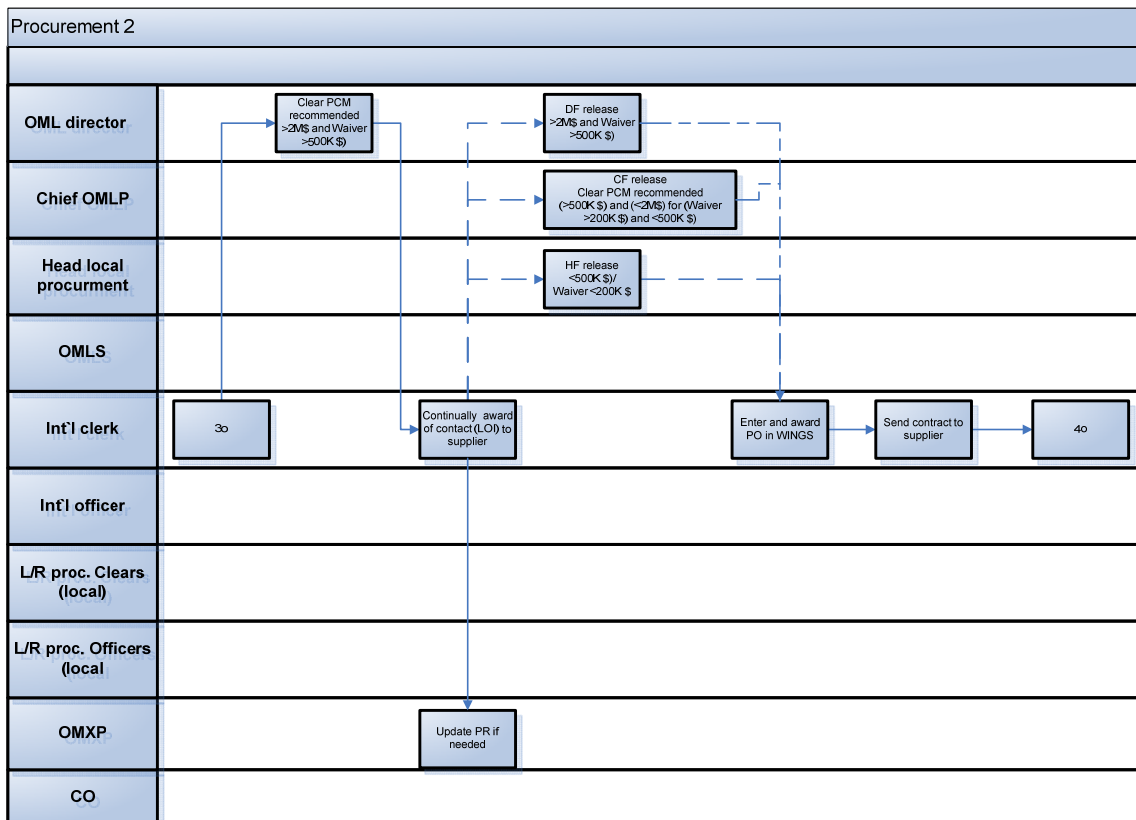 Procurement 2
OML director
Clear PCM
recommended
>2M$ and Waiver
>500K $)
DF release
>2M$ and Waiver
>500K $)
Chief OMLP
CF release
Clear PCM recommended
(>500K $) and (<2M$) for (Waiver
>200K $) and <500K $)
Head local
procurment
HF release
<500K $)/
Waiver <200K $
OMLS
Int`l clerk
3o
Continually award
of contact (LOI) to
supplier
Enter and award
PO in WINGS
Send contract to
supplier
4o
Int`l officer
L/R proc. Clears
(local)
L/R proc. Officers
(local
OMXP
Update PR if
needed
CO